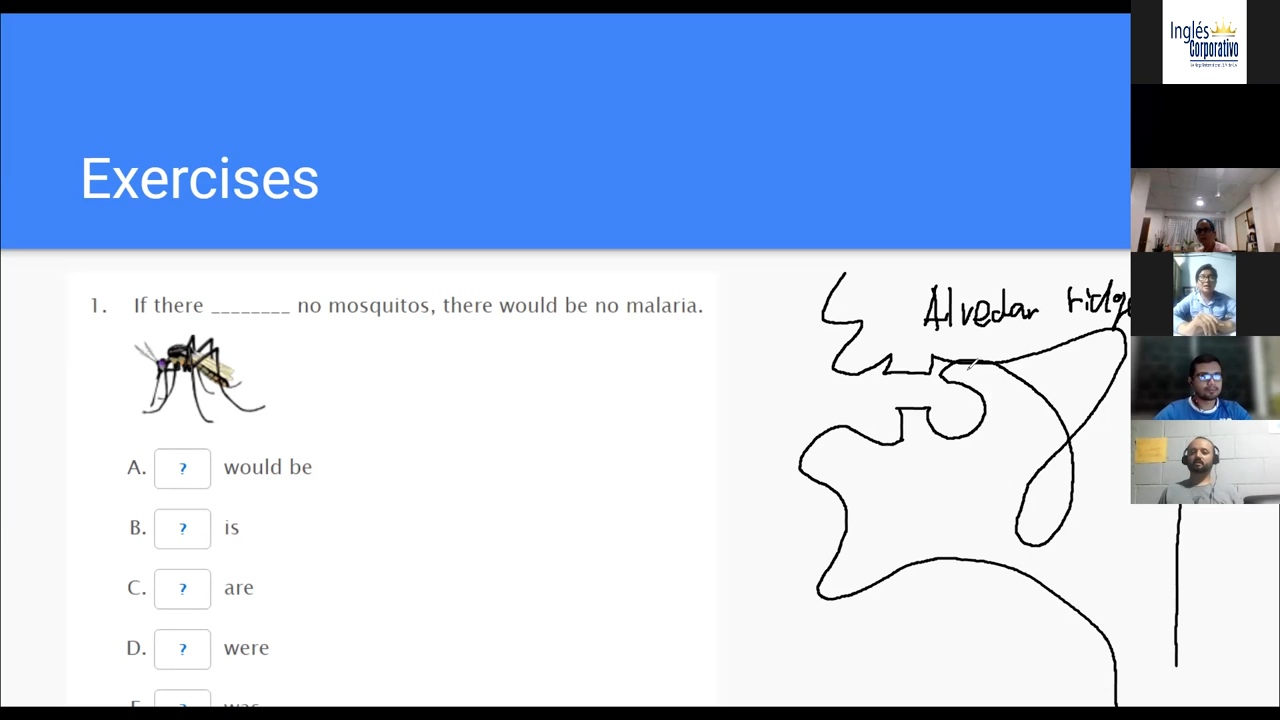 Inglés
Corporativo
Exercises
1. If there ________ no mosquitos, there would be no malaria.
Alvedar ridge
A. ? would be
B. ? is
C. ? are
D. ? were
E. ? was